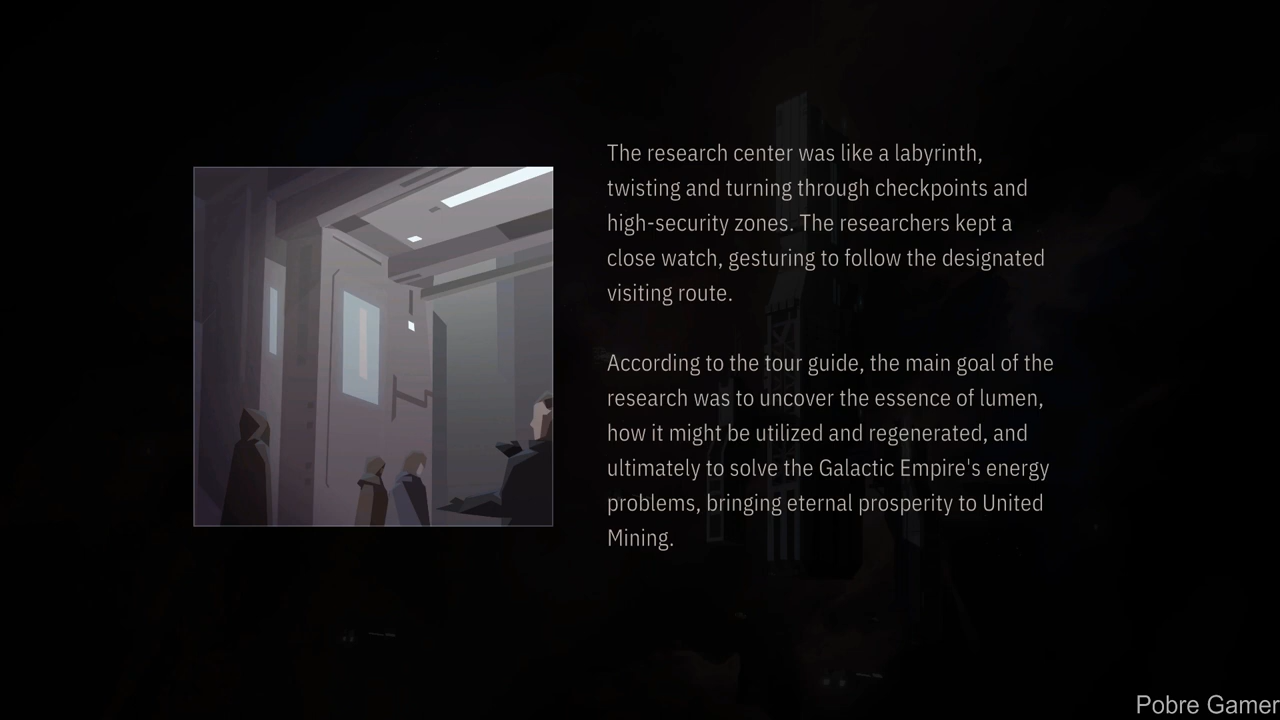 The research center was like a labyrinth,
twisting and turning through checkpoints and
high-security zones. The researchers kept a
close watch, gesturing to follow the designated
visiting route.
According to the tour guide, the main goal of the
research was to uncover the essence of lumen,
how it might be utilized and regenerated, and
ultimately to solve the Galactic Empire's energy
problems, bringing eternal prosperity to United
Mining.
Pobre Gamer